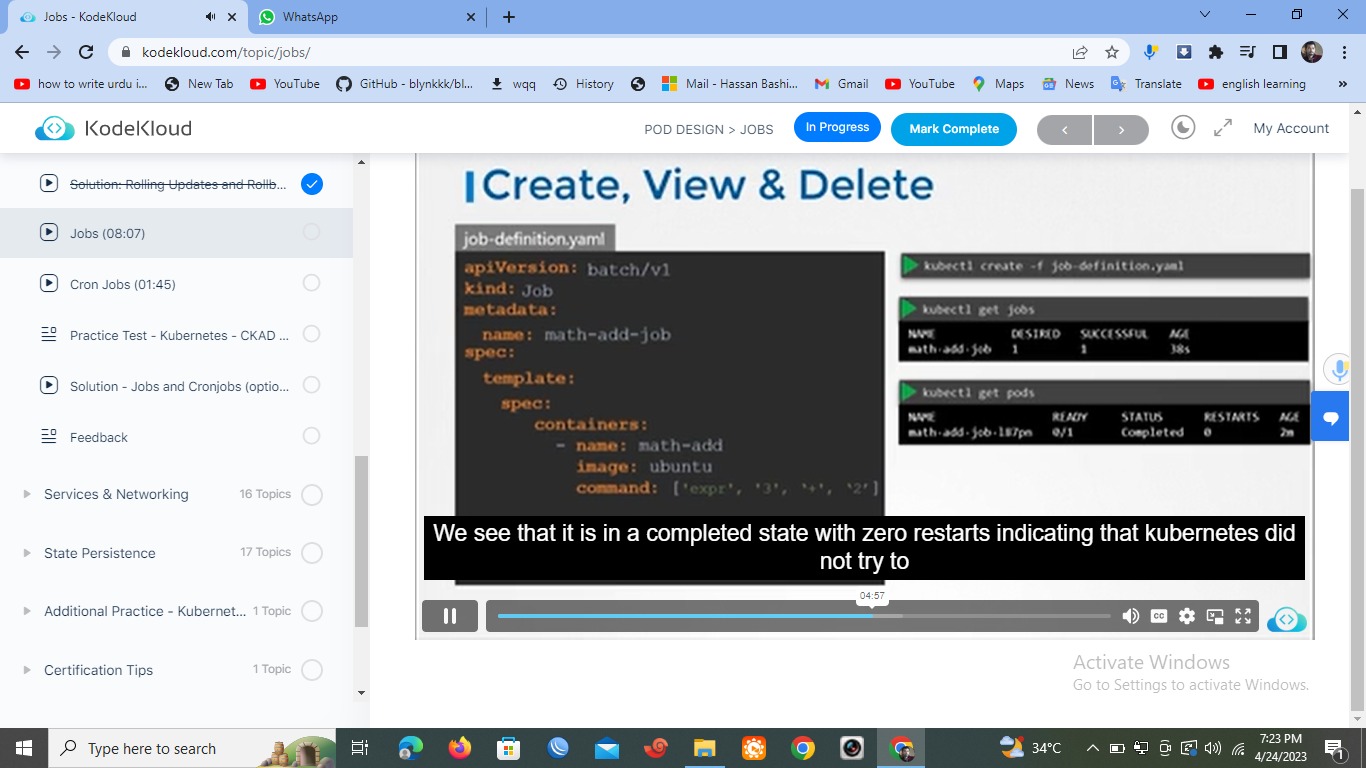 Jobs - KodeKloud
WhatsApp
kodekloud.com/topic/jobs/
how to write urdu i...
New Tab
YouTube
GitHub - blynkkk/bl...
wqq
History
Mail - Hassan Bashi...
Gmail
YouTube
Maps
News
Translate
english learning
KodeKloud
POD DESIGN > JOBS
In Progress
Mark Complete
My Account
Solution: Rolling Updates and Rollb...
Jobs (08:07)
Cron Jobs (01:45)
Practice Test - Kubernetes - CKAD ...
Solution - Jobs and Cronjobs (optio...
Feedback
Services & Networking 16 Topics
State Persistence 17 Topics
Additional Practice - Kubernet... 1 Topic
Certification Tips 1 Topic
Create, View & Delete
job-definition.yaml
apiVersion: batch/v1
kind: Job
metadata:
name: math-add-job
spec:
template:
spec:
containers:
- name: math-add
image: ubuntu
command: ['expr', '3', '+', '2']
kubectl create -f job-definition.yaml
kubectl get jobs
NAME DESIRED SUCCESSFUL AGE
math-add-job 1 1 38s
kubectl get pods
NAME READY STATUS RESTARTS AGE
math-add-job-l87pn 0/1 Completed 0 2m
We see that it is in a completed state with zero restarts indicating that kubernetes did
not try to
04:57
CC
Activate Windows
Go to Settings to activate Windows.
Type here to search
34°C
7:23 PM
4/24/2023
1